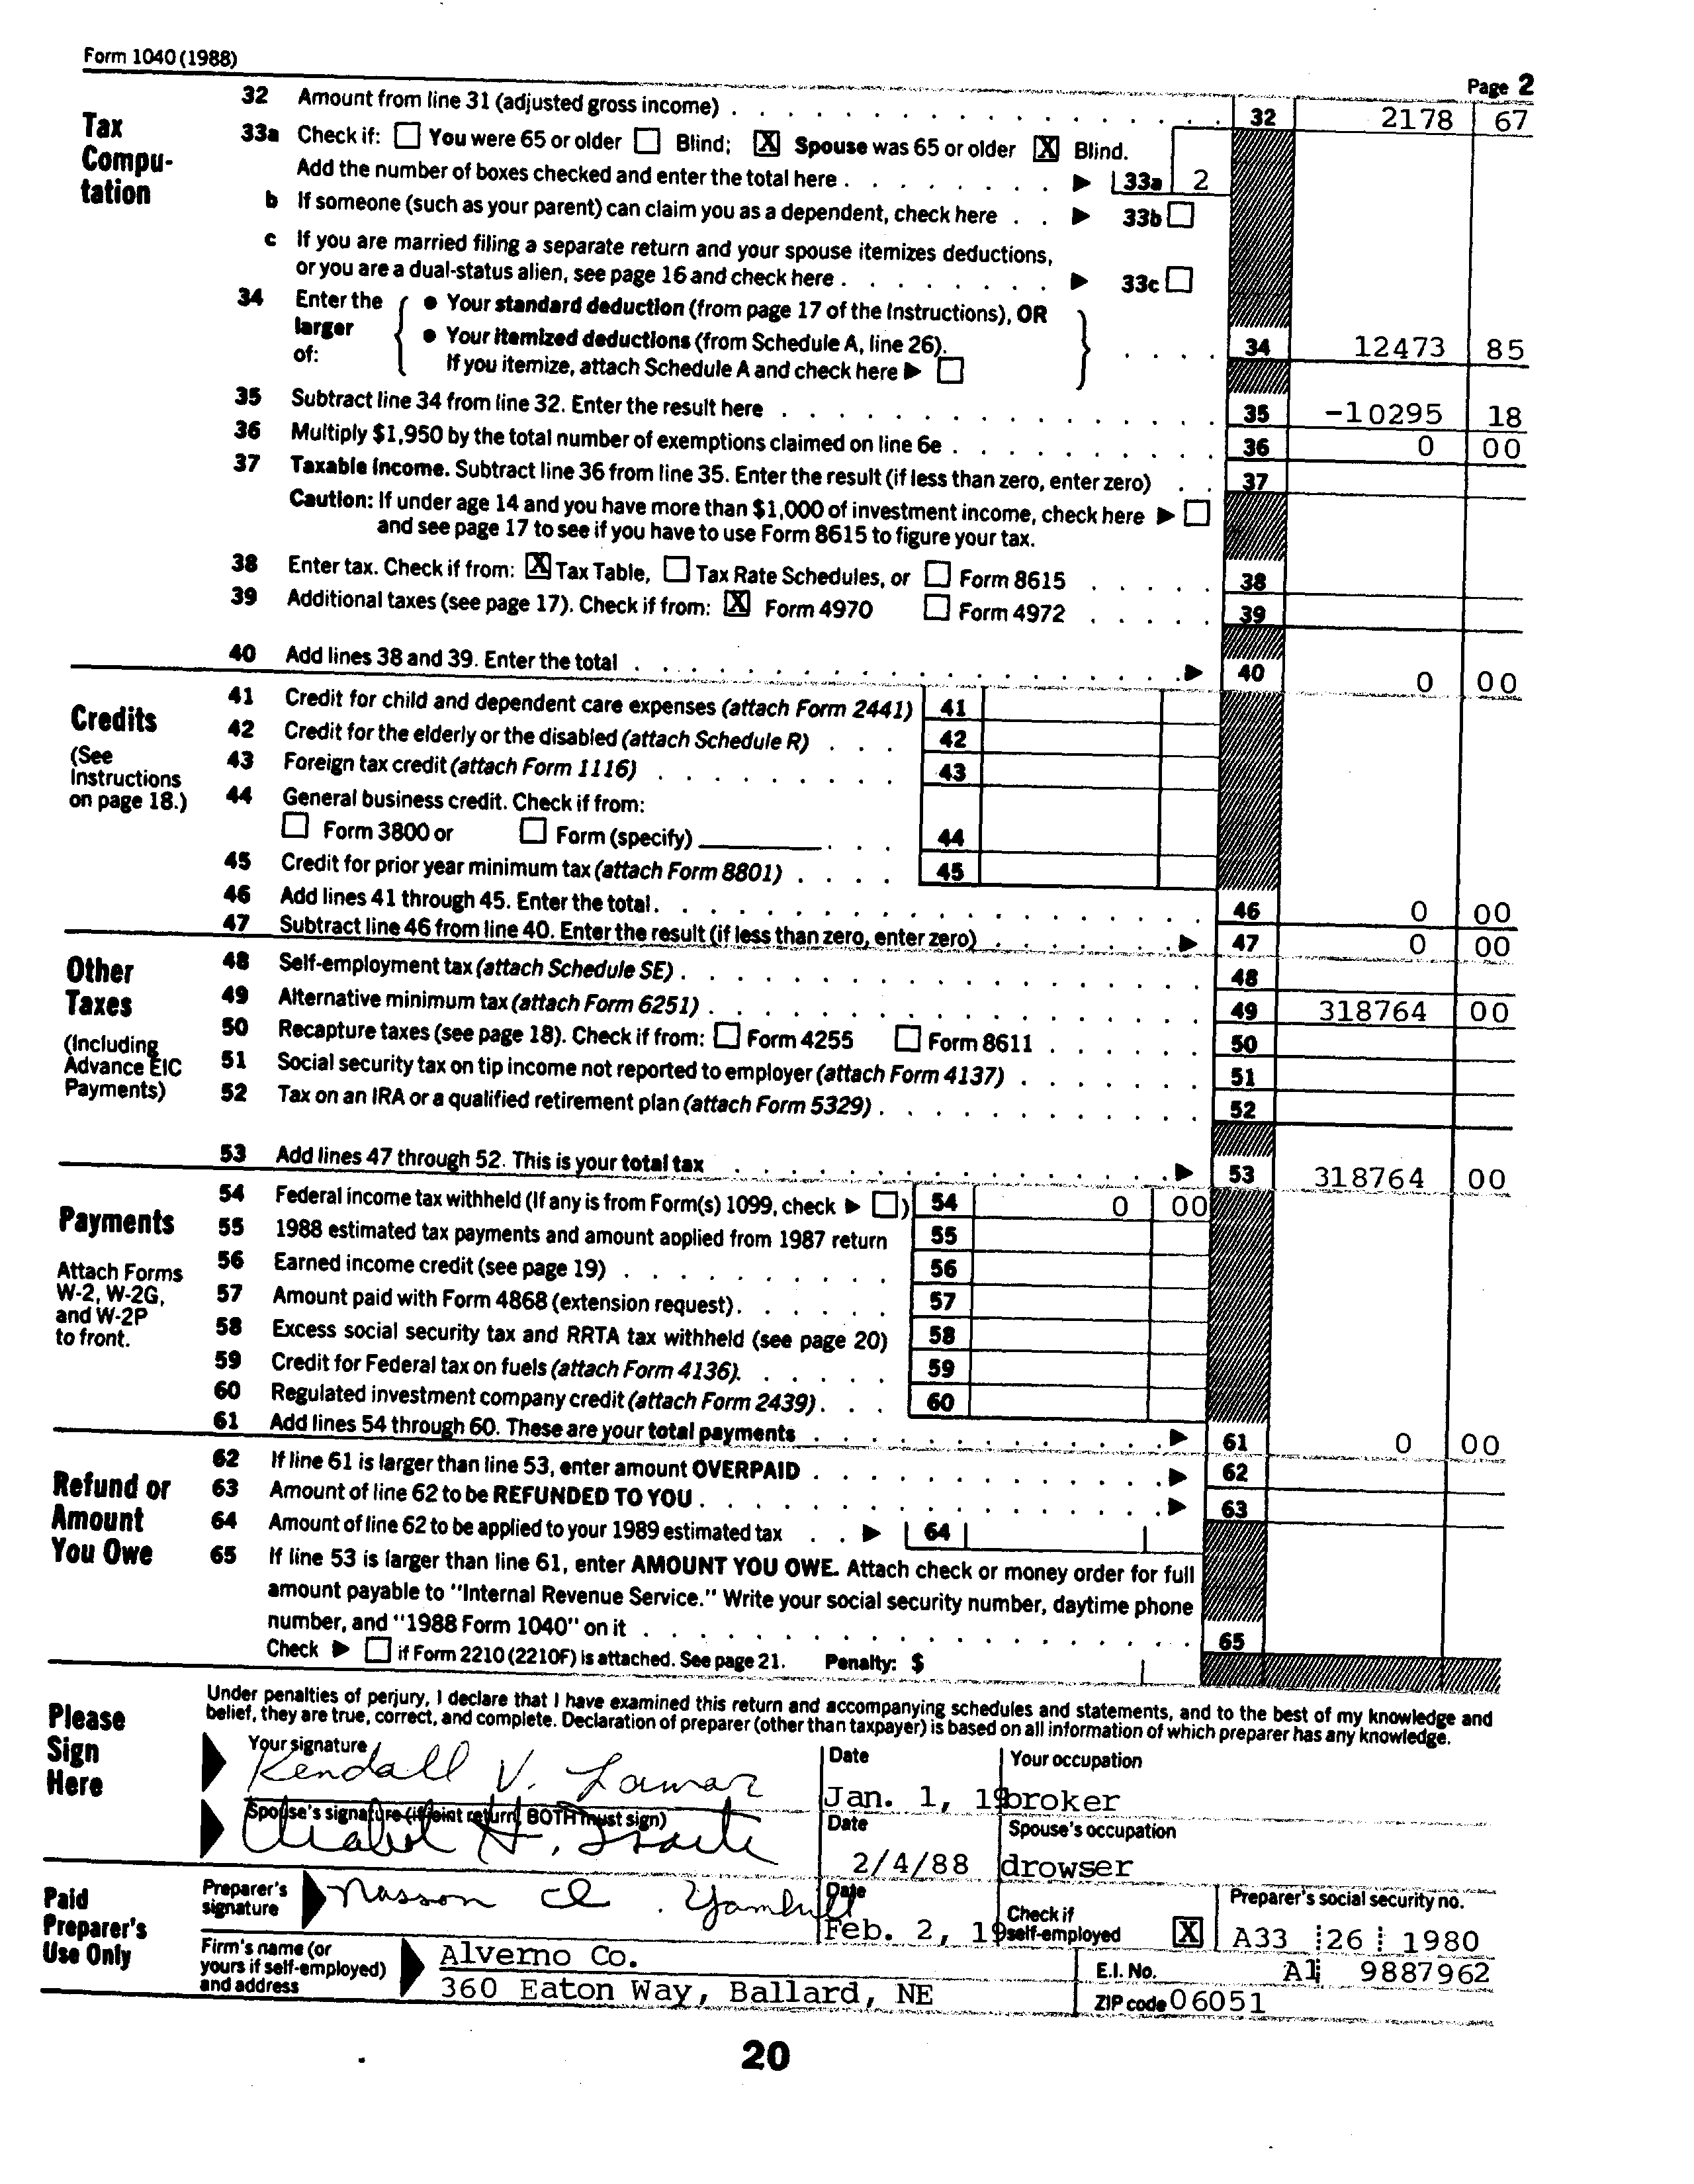 Form 1040 (1988)
Page 2
Tax Compu-tation
32 Amount from line 31 (adjusted gross income) 32 2178 67
33a Check if: You were 65 or older Blind; X Spouse was 65 or older X Blind.
Add the number of boxes checked and enter the total here 33a 2
b If someone (such as your parent) can claim you as a dependent, check here 33b
c If you are married filing a separate return and your spouse itemizes deductions,
or you are a dual-status alien, see page 16 and check here 33c
34 Enter the larger of:
• Your standard deduction (from page 17 of the Instructions), OR
• Your itemized deductions (from Schedule A, line 26).
If you itemize, attach Schedule A and check here
34 12473 85
35 Subtract line 34 from line 32. Enter the result here 35 -10295 18
36 Multiply $1,950 by the total number of exemptions claimed on line 6e 36 0 00
37 Taxable income. Subtract line 36 from line 35. Enter the result (if less than zero, enter zero) 37
Caution: If under age 14 and you have more than $1,000 of investment income, check here
and see page 17 to see if you have to use Form 8615 to figure your tax.
38 Enter tax. Check if from: X Tax Table, Tax Rate Schedules, or Form 8615 38
39 Additional taxes (see page 17). Check if from: X Form 4970 Form 4972 39
40 Add lines 38 and 39. Enter the total 40 0 00
Credits
(See Instructions on page 18.)
41 Credit for child and dependent care expenses (attach Form 2441) 41
42 Credit for the elderly or the disabled (attach Schedule R) 42
43 Foreign tax credit (attach Form 1116) 43
44 General business credit. Check if from:
Form 3800 or Form (specify) 44
45 Credit for prior year minimum tax (attach Form 8801) 45
46 Add lines 41 through 45. Enter the total. 46 0 00
47 Subtract line 46 from line 40. Enter the result (if less than zero, enter zero) 47 0 00
Other Taxes
(Including Advance EIC Payments)
48 Self-employment tax (attach Schedule SE) 48
49 Alternative minimum tax (attach Form 6251) 49 318764 00
50 Recapture taxes (see page 18). Check if from: Form 4255 Form 8611 50
51 Social security tax on tip income not reported to employer (attach Form 4137) 51
52 Tax on an IRA or a qualified retirement plan (attach Form 5329) 52
53 Add lines 47 through 52. This is your total tax 53 318764 00
Payments
Attach Forms W-2, W-2G, and W-2P to front.
54 Federal income tax withheld (If any is from Form(s) 1099, check ) 54 0 00
55 1988 estimated tax payments and amount applied from 1987 return 55
56 Earned income credit (see page 19) 56
57 Amount paid with Form 4868 (extension request) 57
58 Excess social security tax and RRTA tax withheld (see page 20) 58
59 Credit for Federal tax on fuels (attach Form 4136). 59
60 Regulated investment company credit (attach Form 2439) 60
61 Add lines 54 through 60. These are your total payments 61 0 00
Refund or Amount You Owe
62 If line 61 is larger than line 53, enter amount OVERPAID 62
63 Amount of line 62 to be REFUNDED TO YOU 63
64 Amount of line 62 to be applied to your 1989 estimated tax 64
65 If line 53 is larger than line 61, enter AMOUNT YOU OWE. Attach check or money order for full
amount payable to "Internal Revenue Service." Write your social security number, daytime phone
number, and "1988 Form 1040" on it 65
Check if Form 2210 (2210F) is attached. See page 21. Penalty: $
Please Sign Here
Under penalties of perjury, I declare that I have examined this return and accompanying schedules and statements, and to the best of my knowledge and
belief, they are true, correct, and complete. Declaration of preparer (other than taxpayer) is based on all information of which preparer has any knowledge.
Your signature Date Your occupation
Kendall V. Lamar Jan. 1, 19 broker
Spouse's signature (if joint return, BOTH must sign) Date Spouse's occupation
H. 2/4/88 drowser
Paid Preparer's Use Only
Preparer's signature Date Check if self-employed X Preparer's social security no.
Nasson Yamhill Feb. 2, 19 A33 26 1980
Firm's name (or yours if self-employed) and address
Alverno Co. E.I. No. A1 9887962
360 Eaton Way, Ballard, NE ZIP code 06051
20